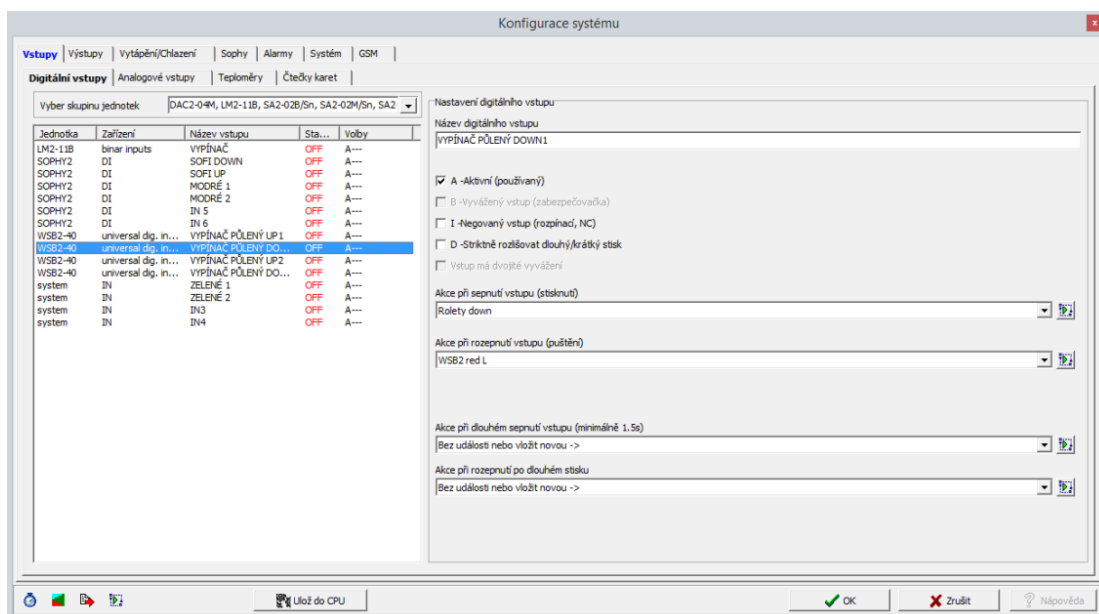 Konfigurace systému
x
Vstupy Výstupy Vytápění/Chlazení Sophy Alarmy Systém GSM
Digitální vstupy Analogové vstupy Teploměry Čtečky karet
Vyber skupinu jednotek DAC2-04M, LM2-11B, SA2-02B/Sn, SA2-02M/Sn, SA2
Jednotka Zařízení Název vstupu Sta... Volby
LM2-11B binar inputs VYPÍNAČ OFF A---
SOPHY2 DI SOFI DOWN OFF A---
SOPHY2 DI SOFI UP OFF A---
SOPHY2 DI MODRÉ 1 OFF A---
SOPHY2 DI MODRÉ 2 OFF A---
SOPHY2 DI IN 5 OFF A---
SOPHY2 DI IN 6 OFF A---
WSB2-40 universal dig. in... VYPÍNAČ PŮLENÝ UP1 OFF A---
WSB2-40 universal dig. in... VYPÍNAČ PŮLENÝ DO... OFF A---
WSB2-40 universal dig. in... VYPÍNAČ PŮLENÝ UP2 OFF A---
WSB2-40 universal dig. in... VYPÍNAČ PŮLENÝ DO... OFF A---
system IN ZELENÉ 1 OFF A---
system IN ZELENÉ 2 OFF A---
system IN IN3 OFF A---
system IN IN4 OFF A---
Nastavení digitálního vstupu
Název digitálního vstupu
VYPÍNAČ PŮLENÝ DOWN1
A -Aktivní (používaný)
B -Vyvážený vstup (zabezpečovačka)
I -Negovaný vstup (rozpínací, NC)
D -Striktně rozlišovat dlouhý/krátký stisk
Vstup má dvojité vyvážení
Akce při sepnutí vstupu (stisknutí)
Rolety down
Akce při rozepnutí vstupu (puštění)
WSB2 red L
Akce při dlouhém sepnutí vstupu (minimálně 1.5s)
Bez události nebo vložit novou ->
Akce při rozepnutí po dlouhém stisku
Bez události nebo vložit novou ->
Ulož do CPU OK Zrušit Nápověda